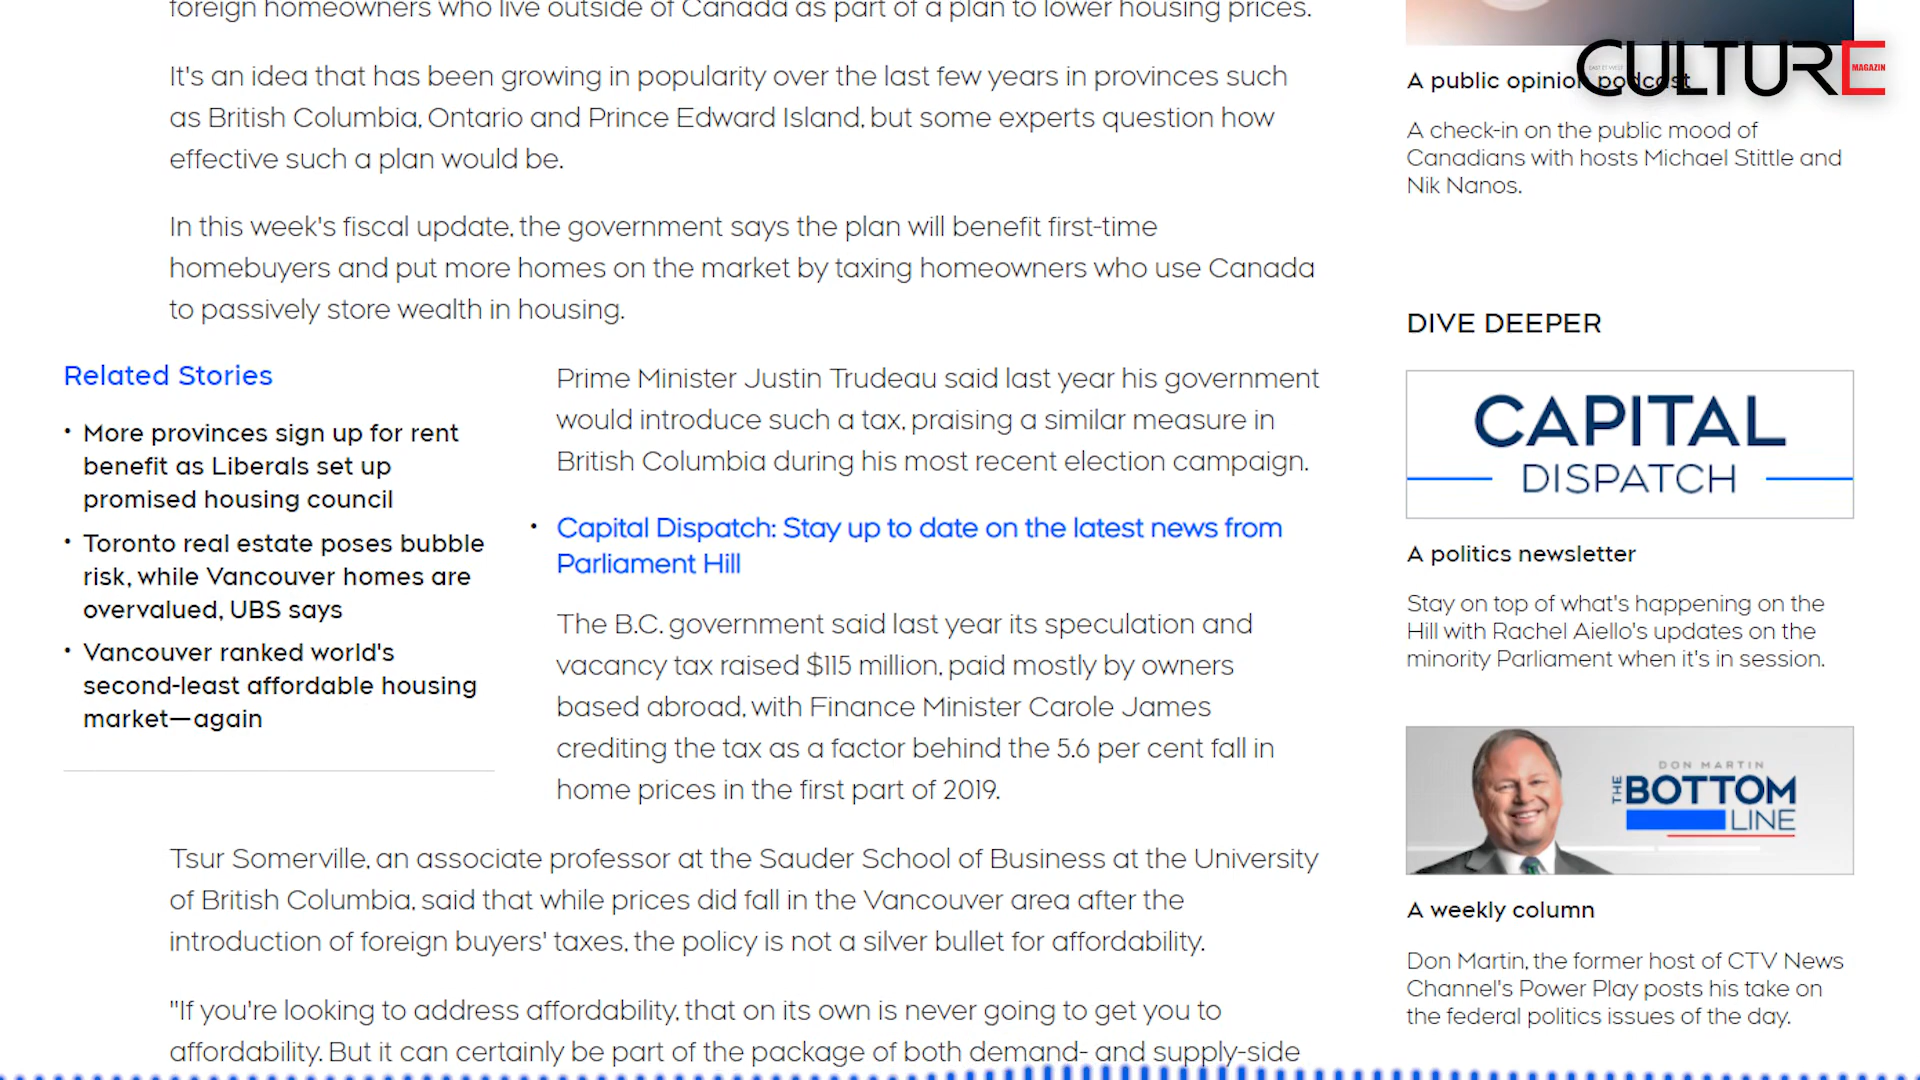 foreign homeowners who live outside of Canada as part of a plan to lower housing prices.
It's an idea that has been growing in popularity over the last few years in provinces such
as British Columbia, Ontario and Prince Edward Island, but some experts question how
effective such a plan would be.
In this week's fiscal update, the government says the plan will benefit first-time
homebuyers and put more homes on the market by taxing homeowners who use Canada
to passively store wealth in housing.
Related Stories
• More provinces sign up for rent
benefit as Liberals set up
promised housing council
• Toronto real estate poses bubble
risk, while Vancouver homes are
overvalued, UBS says
• Vancouver ranked world's
second-least affordable housing
market—again
Prime Minister Justin Trudeau said last year his government
would introduce such a tax, praising a similar measure in
British Columbia during his most recent election campaign.
• Capital Dispatch: Stay up to date on the latest news from
Parliament Hill
The B.C. government said last year its speculation and
vacancy tax raised $115 million, paid mostly by owners
based abroad, with Finance Minister Carole James
crediting the tax as a factor behind the 5.6 per cent fall in
home prices in the first part of 2019.
Tsur Somerville, an associate professor at the Sauder School of Business at the University
of British Columbia, said that while prices did fall in the Vancouver area after the
introduction of foreign buyers' taxes, the policy is not a silver bullet for affordability.
"If you're looking to address affordability, that on its own is never going to get you to
affordability. But it can certainly be part of the package of both demand- and supply-side
CULTURE
MAGAZIN
A public opinion podcast
A check-in on the public mood of
Canadians with hosts Michael Stittle and
Nik Nanos.
DIVE DEEPER
CAPITAL
DISPATCH
A politics newsletter
Stay on top of what's happening on the
Hill with Rachel Aiello's updates on the
minority Parliament when it's in session.
DON MARTIN
THE BOTTOM
LINE
A weekly column
Don Martin, the former host of CTV News
Channel's Power Play posts his take on
the federal politics issues of the day.